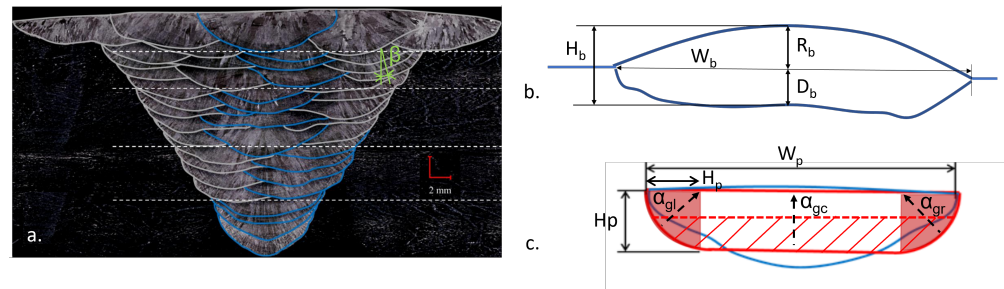 a.
β
2 mm
b.
H_b
W_b
R_b
D_b
c.
W_p
H_p
Hp
α_gl
α_gc
α_gr